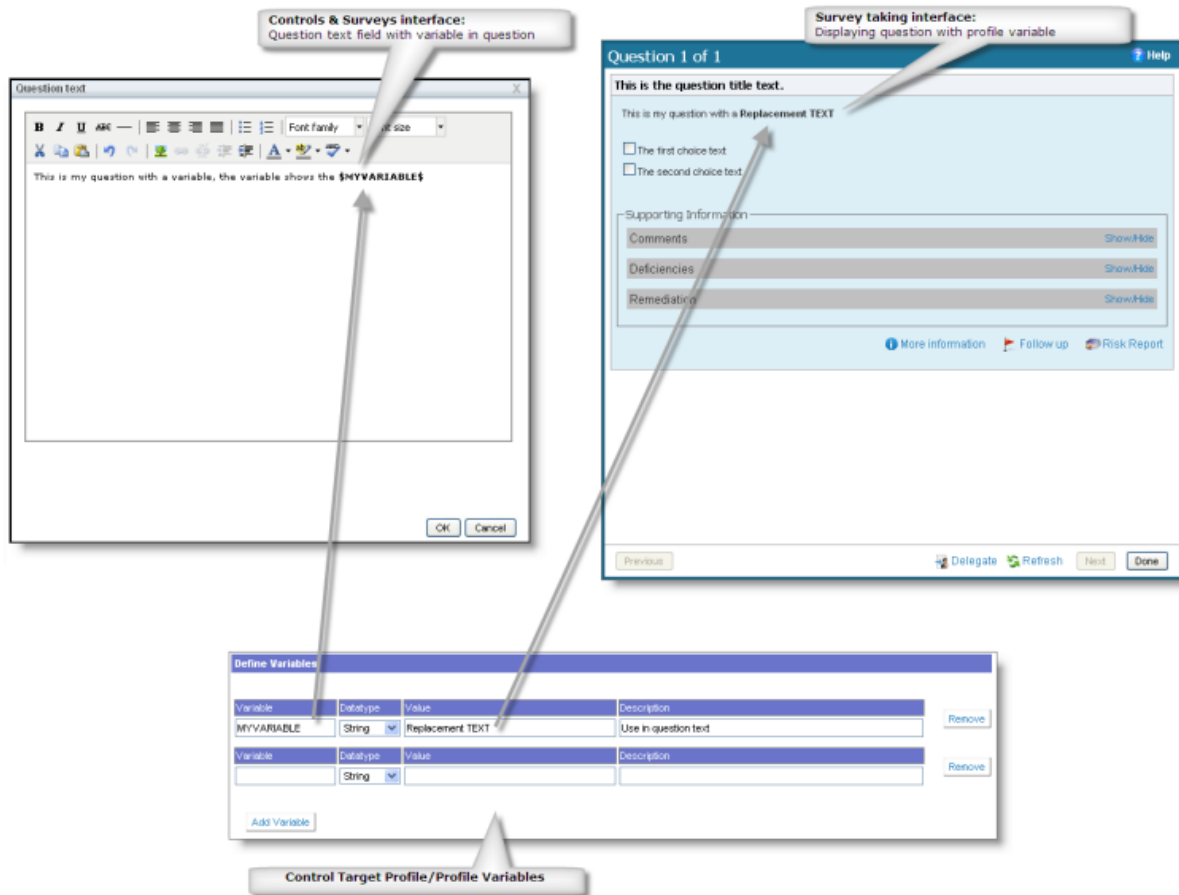 Controls & Surveys interface:
Question text field with variable in question
Survey taking interface:
Displaying question with profile variable
Question text X
B I U ABC Font family size
This is my question with a variable, the variable shows the $MYVARIABLE$
OK Cancel
Question 1 of 1 ? Help
This is the question title text.
This is my question with a Replacement TEXT
The first choice text
The second choice text
Supporting Information
Comments Show/Hide
Deficiencies Show/Hide
Remediation Show/Hide
More information Follow up Risk Report
Previous Delegate Refresh Next Done
Define Variables
Variable Datatype Value Description
MYVARIABLE String Replacement TEXT Use in question text Remove
Variable Datatype Value Description
String Remove
Add Variable
Control Target Profile/Profile Variables